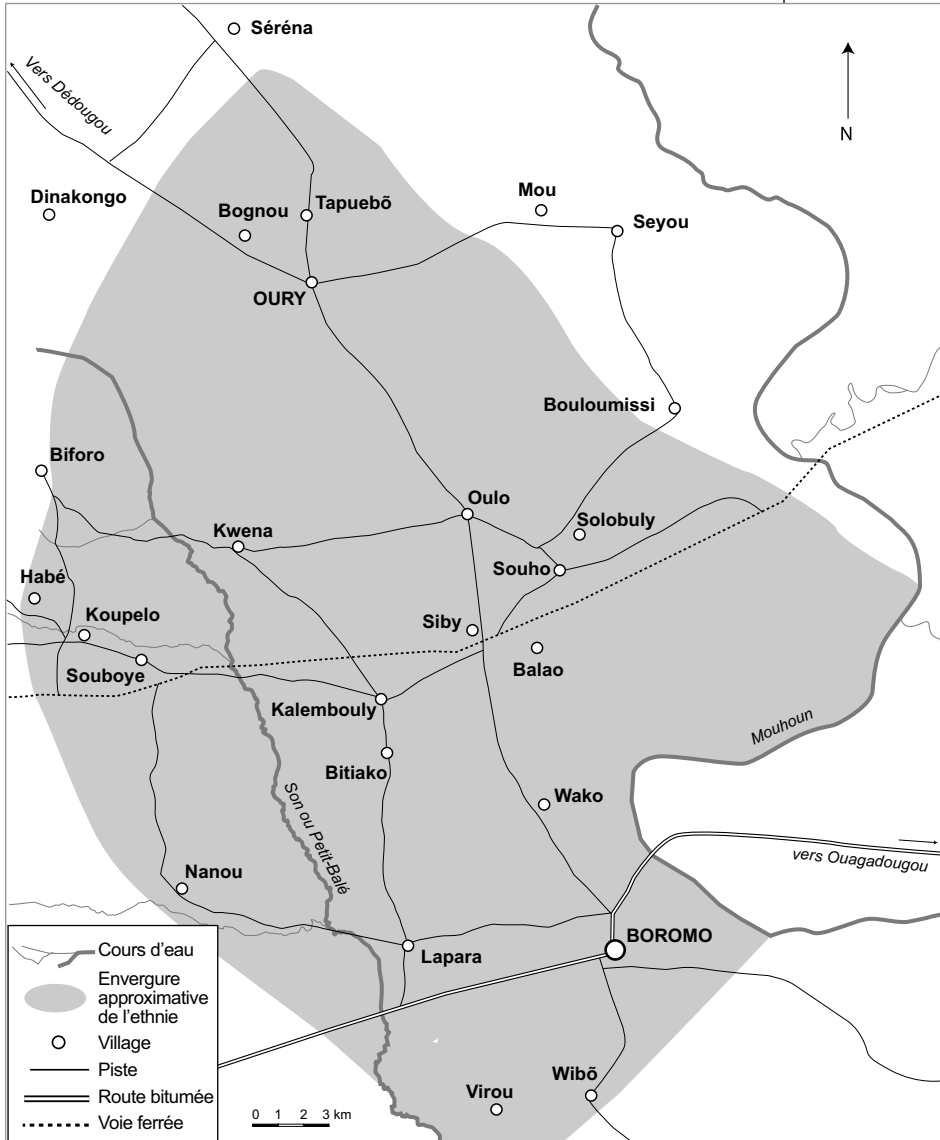 Séréna
Vers Dédougou
N
Dinakongo
Mou
Tapuebõ
Bognou
Seyou
OURY
Bouloumissi
Biforo
Oulo
Solobuly
Kwena
Souho
Habé
Siby
Koupelo
Balao
Souboye
Kalembouly
Mouhoun
Bitiako
Wako
Son ou Petit-Balé
vers Ouagadougou
Nanou
BOROMO
Lapara
Cours d'eau
Envergure
approximative
de l'ethnie
Village
Piste
Route bitumée
Voie ferrée
Virou
Wibõ
0 1 2 3 km